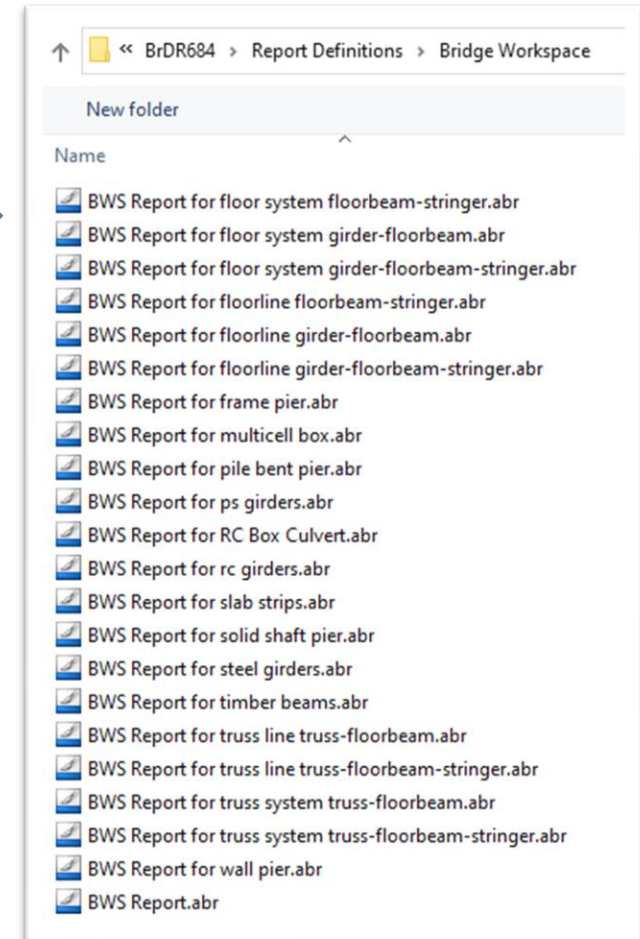 « BrDR684 > Report Definitions > Bridge Workspace
New folder
Name
BWS Report for floor system floorbeam-stringer.abr
BWS Report for floor system girder-floorbeam.abr
BWS Report for floor system girder-floorbeam-stringer.abr
BWS Report for floorline floorbeam-stringer.abr
BWS Report for floorline girder-floorbeam.abr
BWS Report for floorline girder-floorbeam-stringer.abr
BWS Report for frame pier.abr
BWS Report for multicell box.abr
BWS Report for pile bent pier.abr
BWS Report for ps girders.abr
BWS Report for RC Box Culvert.abr
BWS Report for rc girders.abr
BWS Report for slab strips.abr
BWS Report for solid shaft pier.abr
BWS Report for steel girders.abr
BWS Report for timber beams.abr
BWS Report for truss line truss-floorbeam.abr
BWS Report for truss line truss-floorbeam-stringer.abr
BWS Report for truss system truss-floorbeam.abr
BWS Report for truss system truss-floorbeam-stringer.abr
BWS Report for wall pier.abr
BWS Report.abr